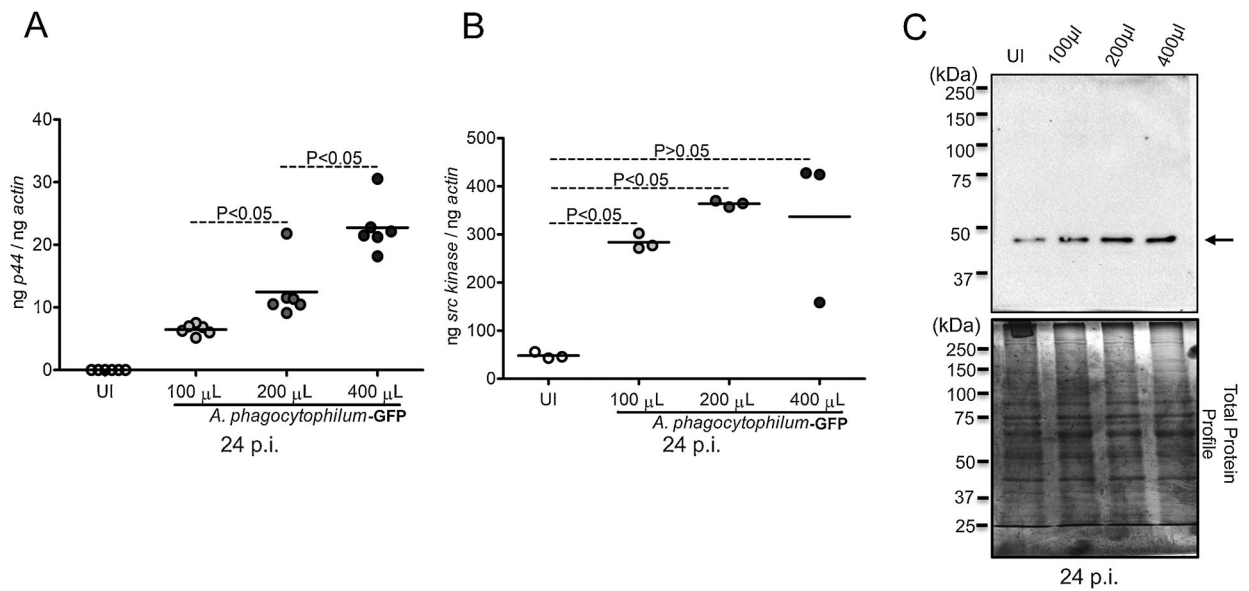 A
40
30
20
10
0
ng p44 / ng actin
P<0.05
P<0.05
UI
100 µL
200 µL
400 µL
A. phagocytophilum-GFP
24 p.i.
B
500
400
300
200
100
0
ng src kinase / ng actin
P>0.05
P<0.05
P<0.05
UI
100 µL
200 µL
400 µL
A. phagocytophilum-GFP
24 p.i.
C
UI
100µl
200µl
400µl
(kDa)
250
150
100
75
50
37
(kDa)
250
150
100
75
50
37
25
Total Protein
Profile
24 p.i.